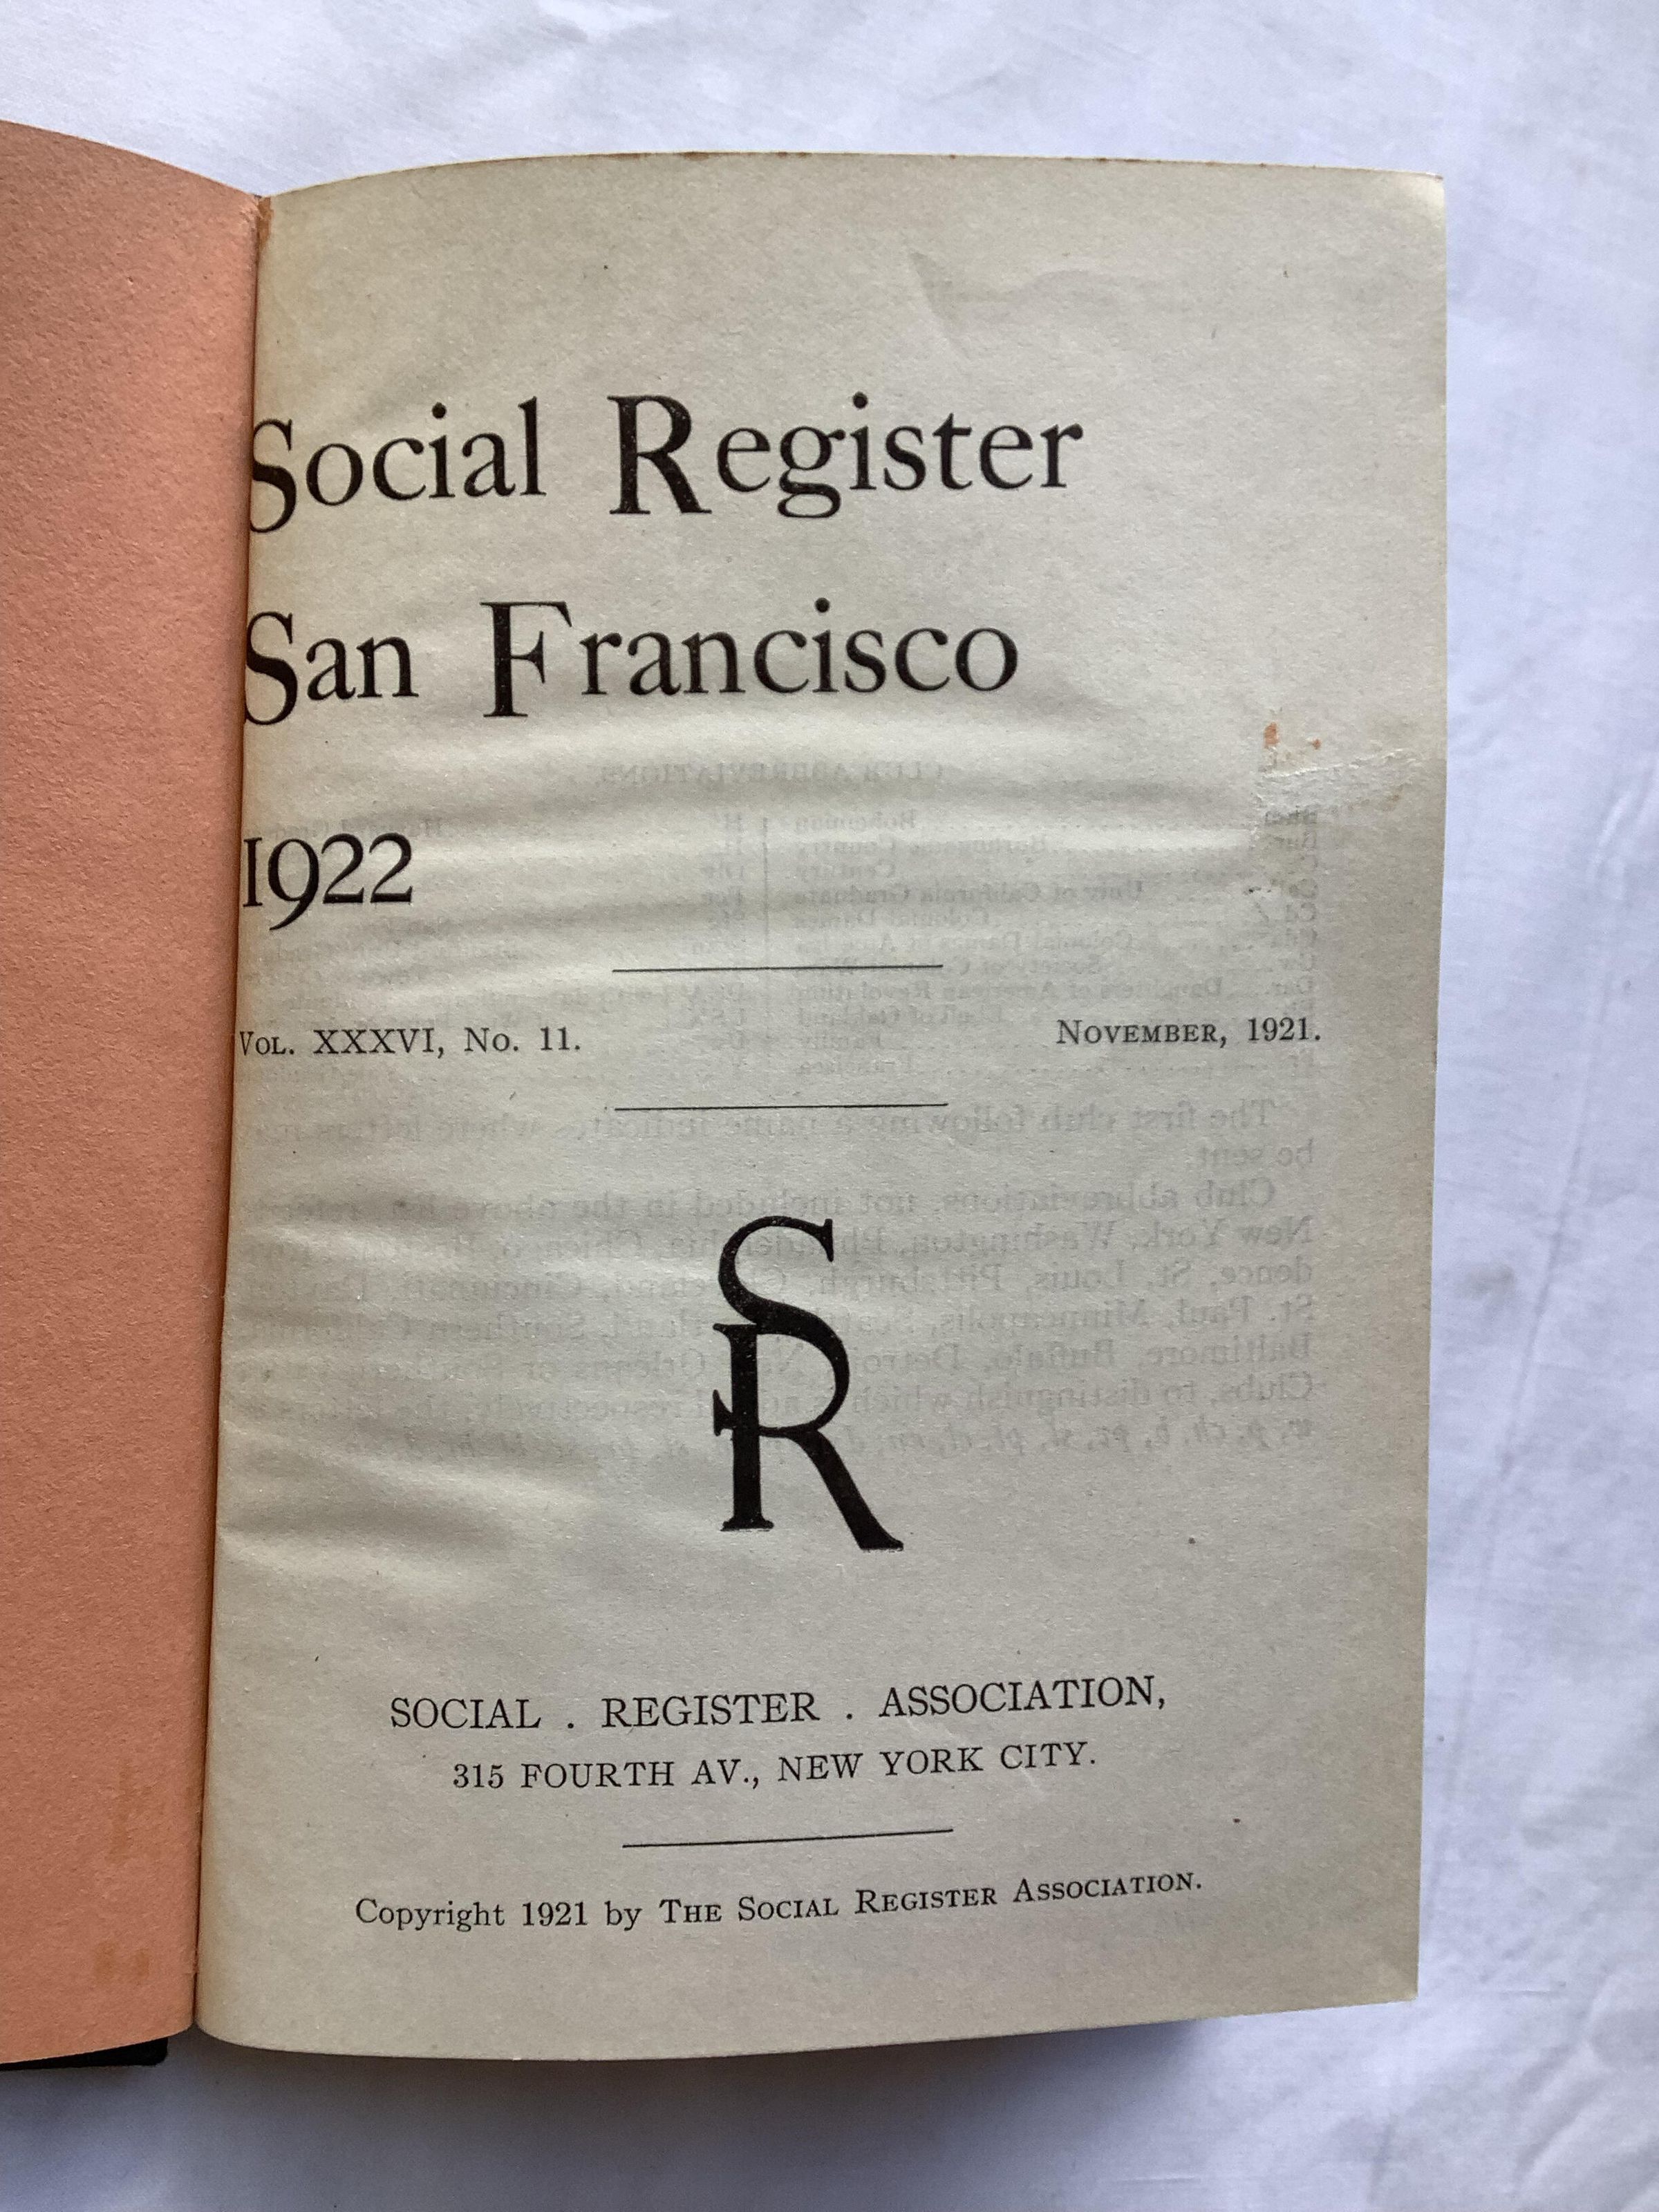 Social Register
San Francisco
1922
VOL. XXXVI, No. 11. NOVEMBER, 1921.
SR
SOCIAL . REGISTER . ASSOCIATION,
315 FOURTH AV., NEW YORK CITY.
Copyright 1921 by THE SOCIAL REGISTER ASSOCIATION.